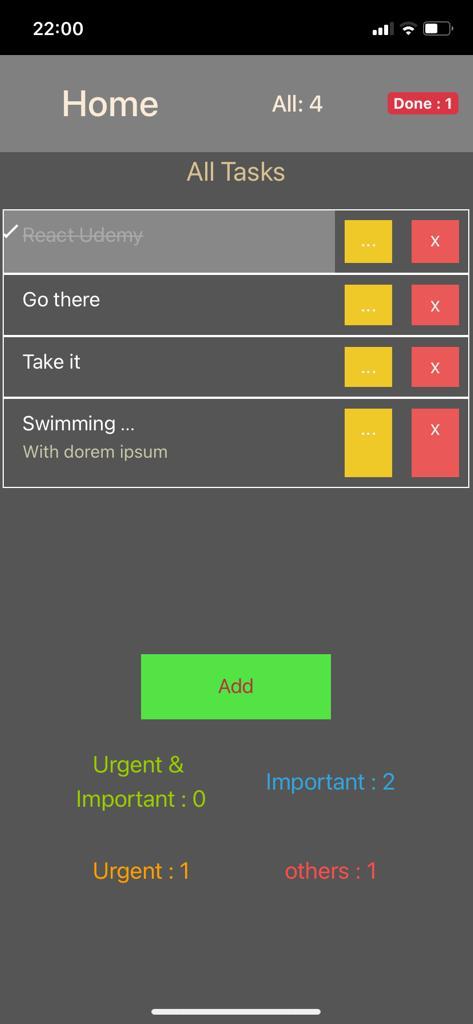 22:00
Home
All: 4
Done : 1
All Tasks
React Udemy
...
X
Go there
...
X
Take it
...
X
Swimming ...
...
X
With dorem ipsum
Add
Urgent &
Important : 0
Important : 2
Urgent : 1
others : 1